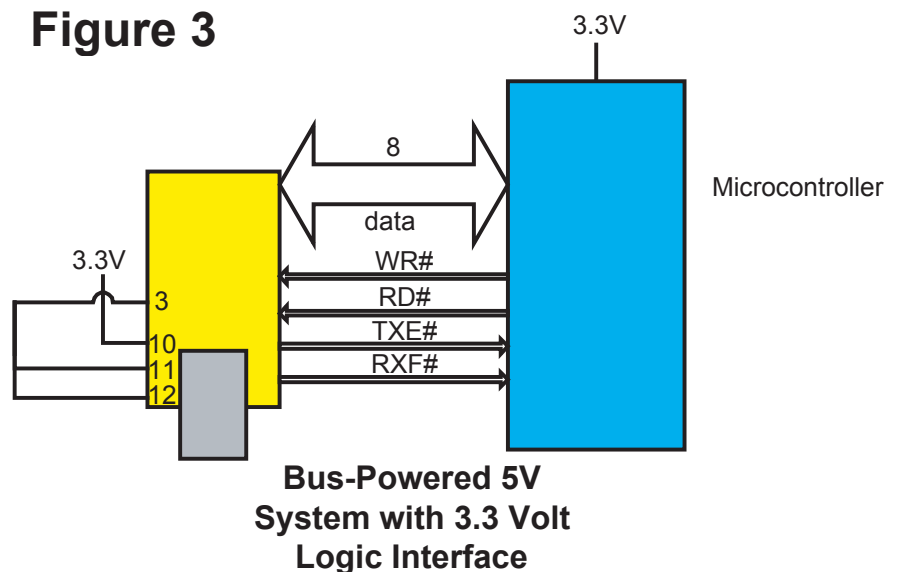 Figure 3
3.3V
8
data
Microcontroller
WR#
3.3V
RD#
3
TXE#
10
RXF#
11
12
Bus-Powered 5V
System with 3.3 Volt
Logic Interface